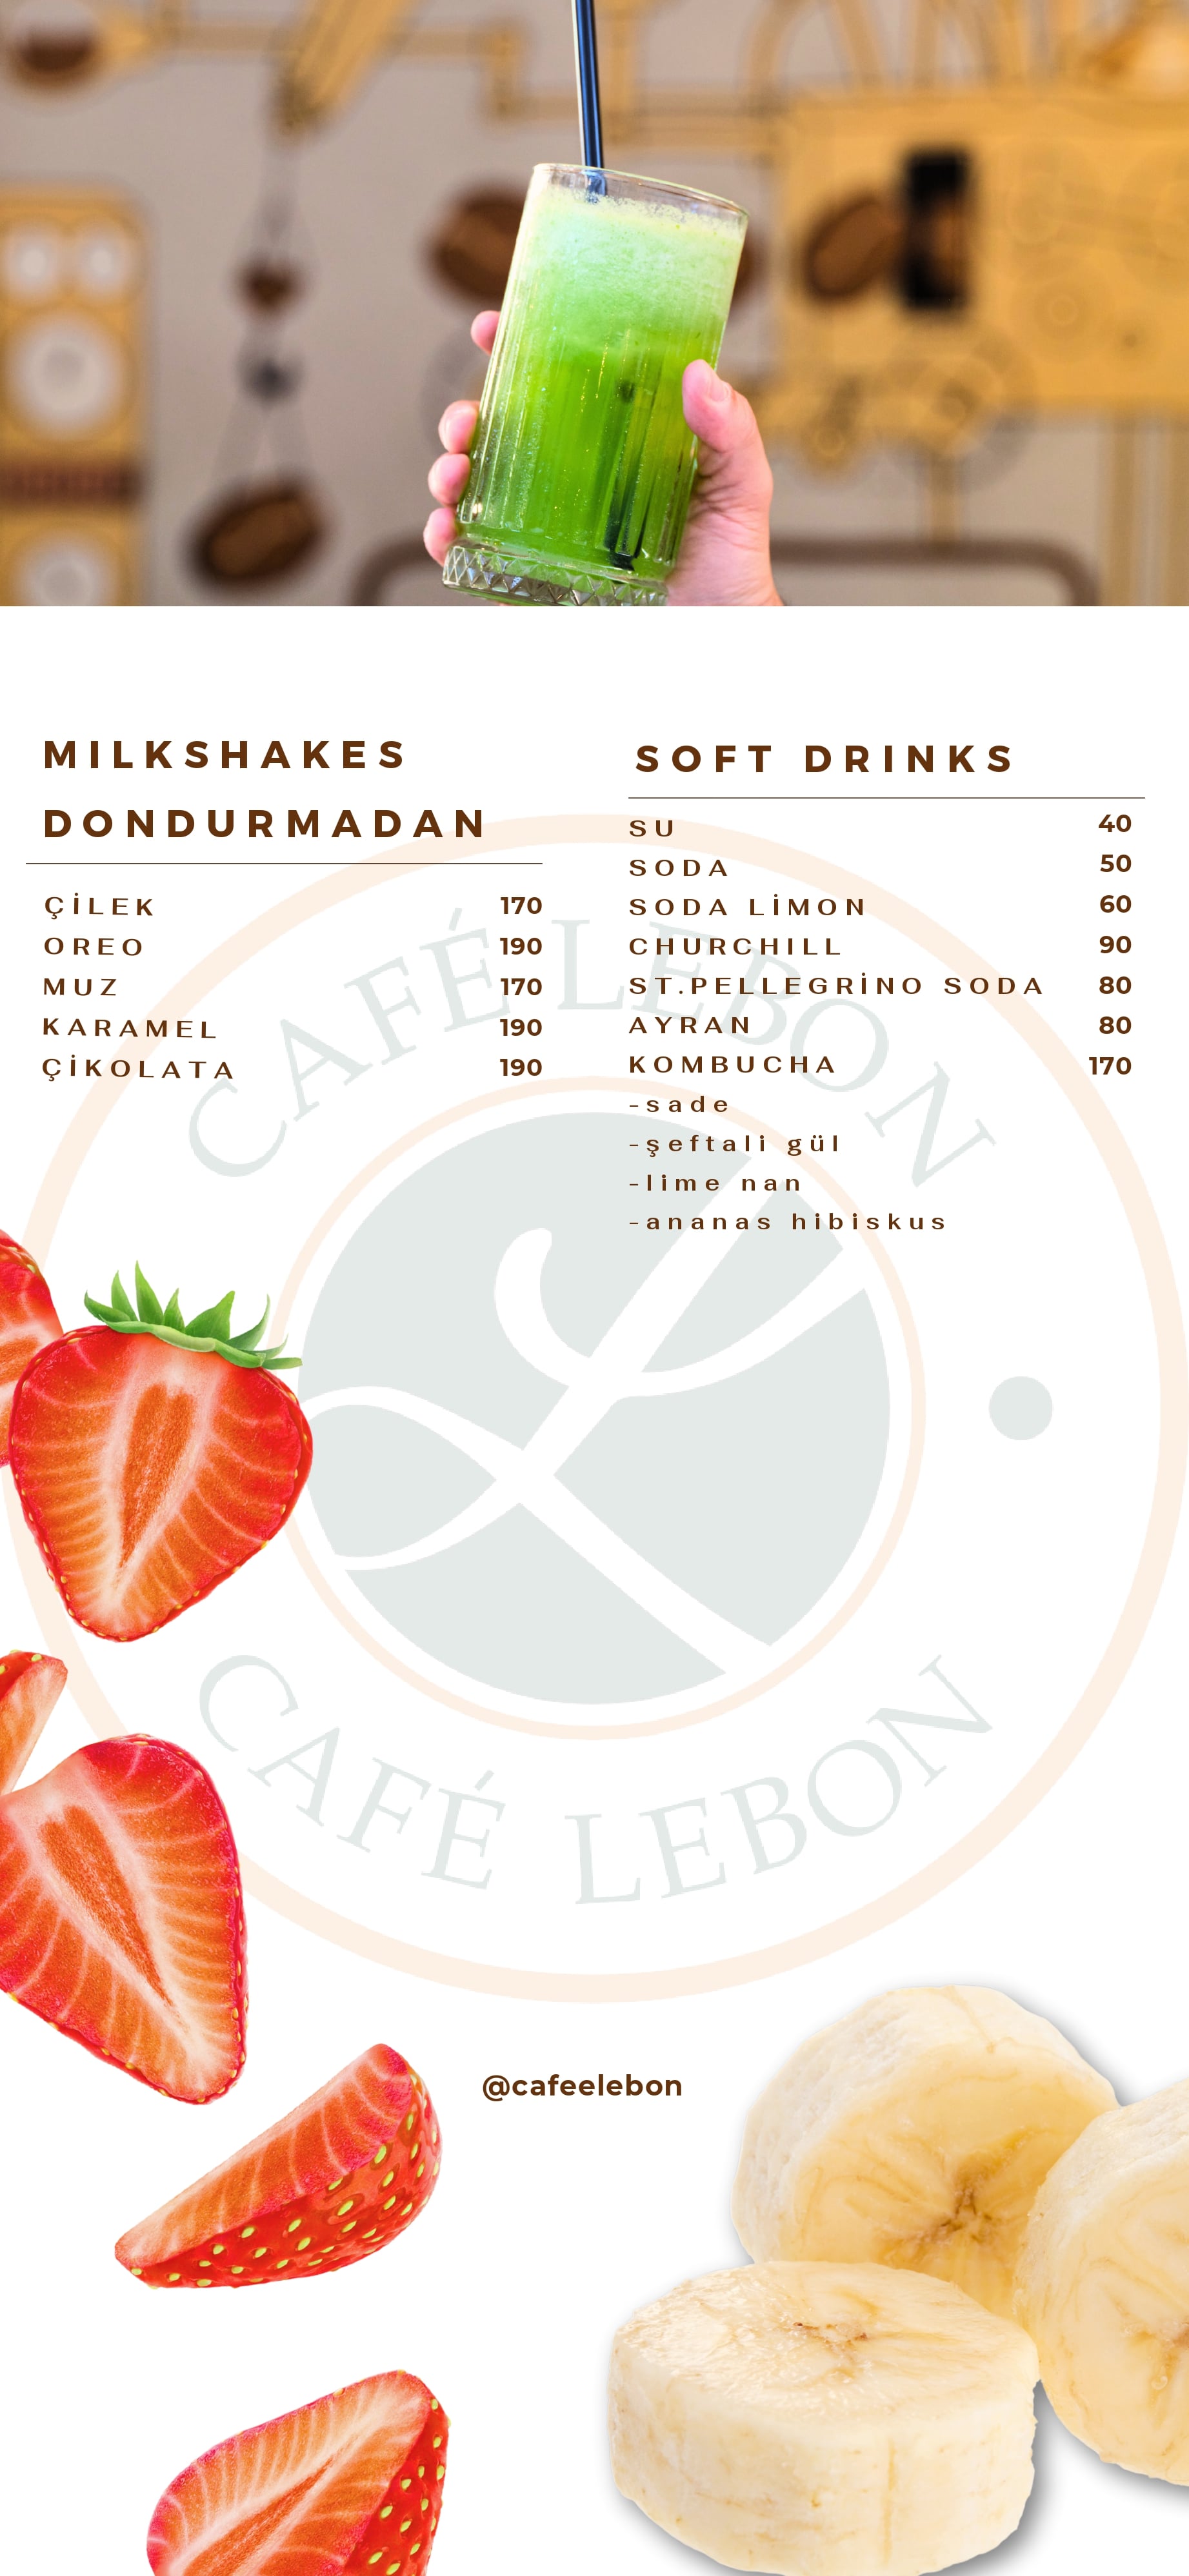 MILKSHAKES
DONDURMADAN
ÇİLEK 170
OREO 190
MUZ 170
KARAMEL 190
ÇİKOLATA 190
SOFT DRINKS
SU 40
SODA 50
SODA LİMON 60
CHURCHILL 90
ST.PELLEGRİNO SODA 80
AYRAN 80
KOMBUCHA 170
-sade
-şeftali gül
-lime nan
-ananas hibiskus
CAFÉ LEBON
CAFÉ LEBON
@cafeelebon